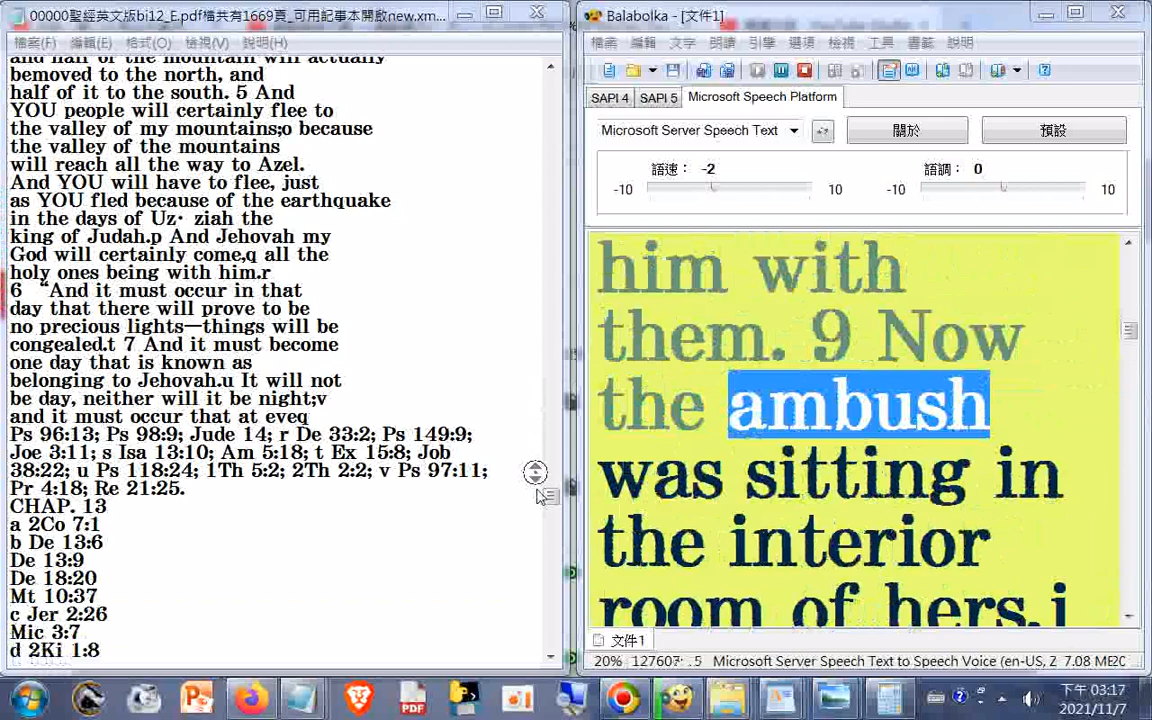 00000聖經英文版bi12_E.pdf檔共有1669頁_可用記事本開啟new.xm...
檔案(F) 編輯(E) 格式(O) 檢視(V) 說明(H)
and half of the mountain will actually
bemoved to the north, and
half of it to the south. 5 And
YOU people will certainly flee to
the valley of my mountains;o because
the valley of the mountains
will reach all the way to Azel.
And YOU will have to flee, just
as YOU fled because of the earthquake
in the days of Uz· ziah the
king of Judah.p And Jehovah my
God will certainly come,q all the
holy ones being with him.r
6 “And it must occur in that
day that there will prove to be
no precious lights—things will be
congealed.t 7 And it must become
one day that is known as
belonging to Jehovah.u It will not
be day, neither will it be night;v
and it must occur that at eveq
Ps 96:13; Ps 98:9; Jude 14; r De 33:2; Ps 149:9;
Joe 3:11; s Isa 13:10; Am 5:18; t Ex 15:8; Job
38:22; u Ps 118:24; 1Th 5:2; 2Th 2:2; v Ps 97:11;
Pr 4:18; Re 21:25.
CHAP. 13
a 2Co 7:1
b De 13:6
De 13:9
De 18:20
Mt 10:37
c Jer 2:26
Mic 3:7
d 2Ki 1:8
Balabolka - [文件1]
檔案 編輯 文字 朗讀 引擎 選項 檢視 工具 書籤 說明
SAPI 4 SAPI 5 Microsoft Speech Platform
Microsoft Server Speech Text 關於 預設
語速: -2 語調: 0
-10 10 -10 10
him with
them. 9 Now
the ambush
was sitting in
the interior
room of hers.i
文件1
20% Microsoft Server Speech Text to Speech Voice (en-US,
下午 03:17
2021/11/7